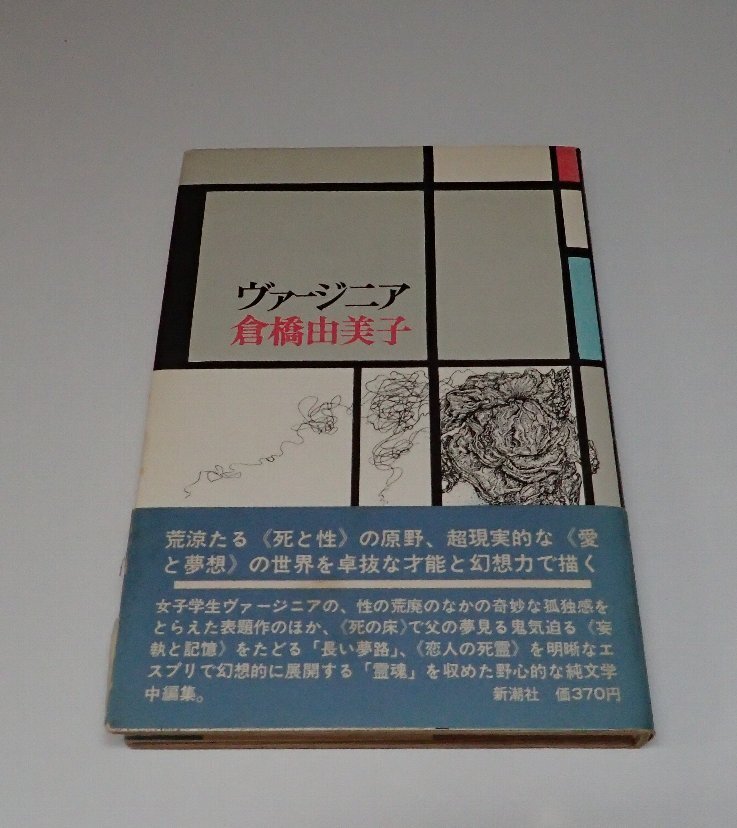 ヴァージニア
倉橋由美子
荒涼たる《死と性》の原野、超現実的な《愛
と夢想》の世界を卓抜な才能と幻想力で描く
女子学生ヴァージニアの、性の荒廃のなかの奇妙な孤独感を
とらえた表題作のほか、《死の床》で父の夢見る鬼気迫る《妄
執と記憶》をたどる「長い夢路」、《恋人の死霊》を明晰なエ
スプリで幻想的に展開する「霊魂」を収めた野心的な純文学
中編集。 新潮社 価370円